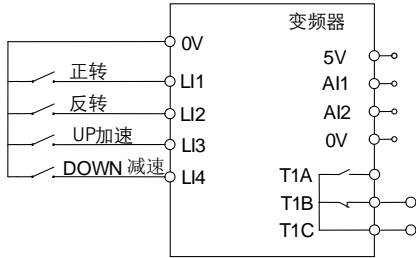 变频器
0V
正转 LI1
反转 LI2
UP加速 LI3
DOWN 减速 LI4
5V
AI1
AI2
0V
T1A
T1B
T1C